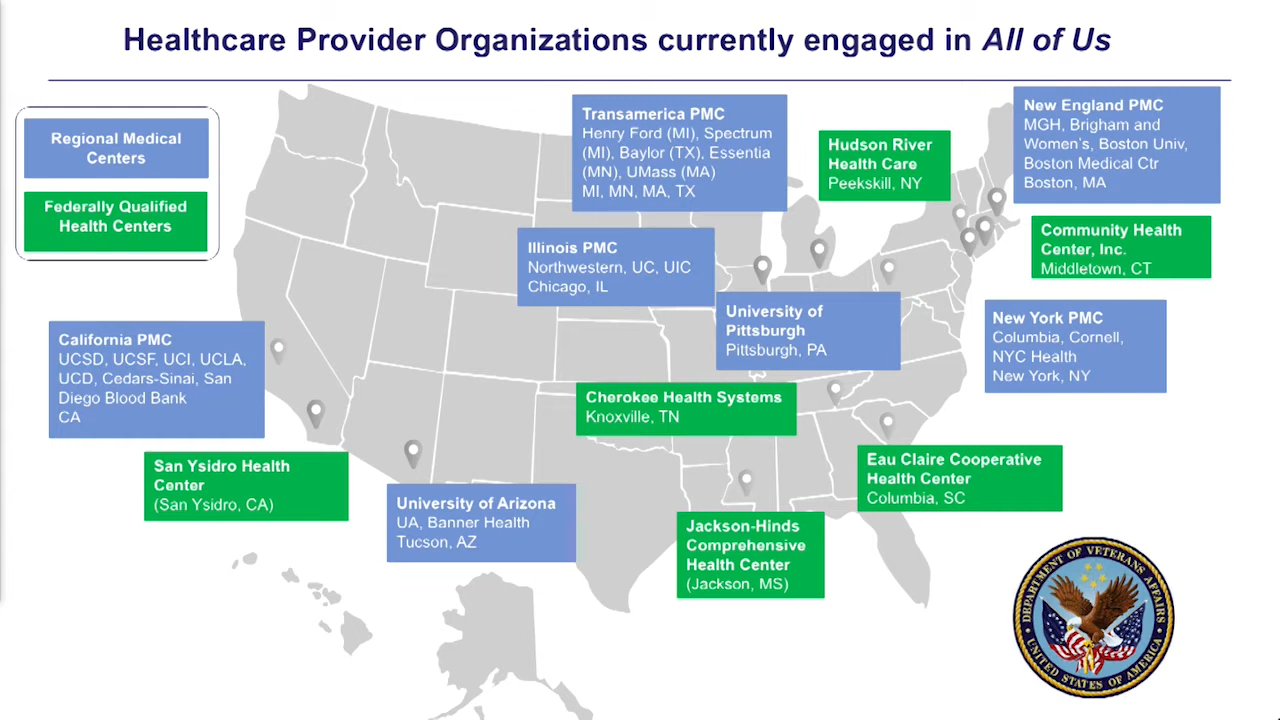 Healthcare Provider Organizations currently engaged in All of Us
Regional Medical
Centers
Federally Qualified
Health Centers
Transamerica PMC
Henry Ford (MI), Spectrum
(MI), Baylor (TX), Essentia
(MN), UMass (MA)
MI, MN, MA, TX
Hudson River
Health Care
Peekskill, NY
New England PMC
MGH, Brigham and
Women's, Boston Univ,
Boston Medical Ctr
Boston, MA
Illinois PMC
Northwestern, UC, UIC
Chicago, IL
Community Health
Center, Inc.
Middletown, CT
University of
Pittsburgh
Pittsburgh, PA
New York PMC
Columbia, Cornell,
NYC Health
New York, NY
California PMC
UCSD, UCSF, UCI, UCLA,
UCD, Cedars-Sinai, San
Diego Blood Bank
CA
Cherokee Health Systems
Knoxville, TN
San Ysidro Health
Center
(San Ysidro, CA)
University of Arizona
UA, Banner Health
Tucson, AZ
Eau Claire Cooperative
Health Center
Columbia, SC
Jackson-Hinds
Comprehensive
Health Center
(Jackson, MS)
DEPARTMENT OF VETERANS AFFAIRS
UNITED STATES OF AMERICA